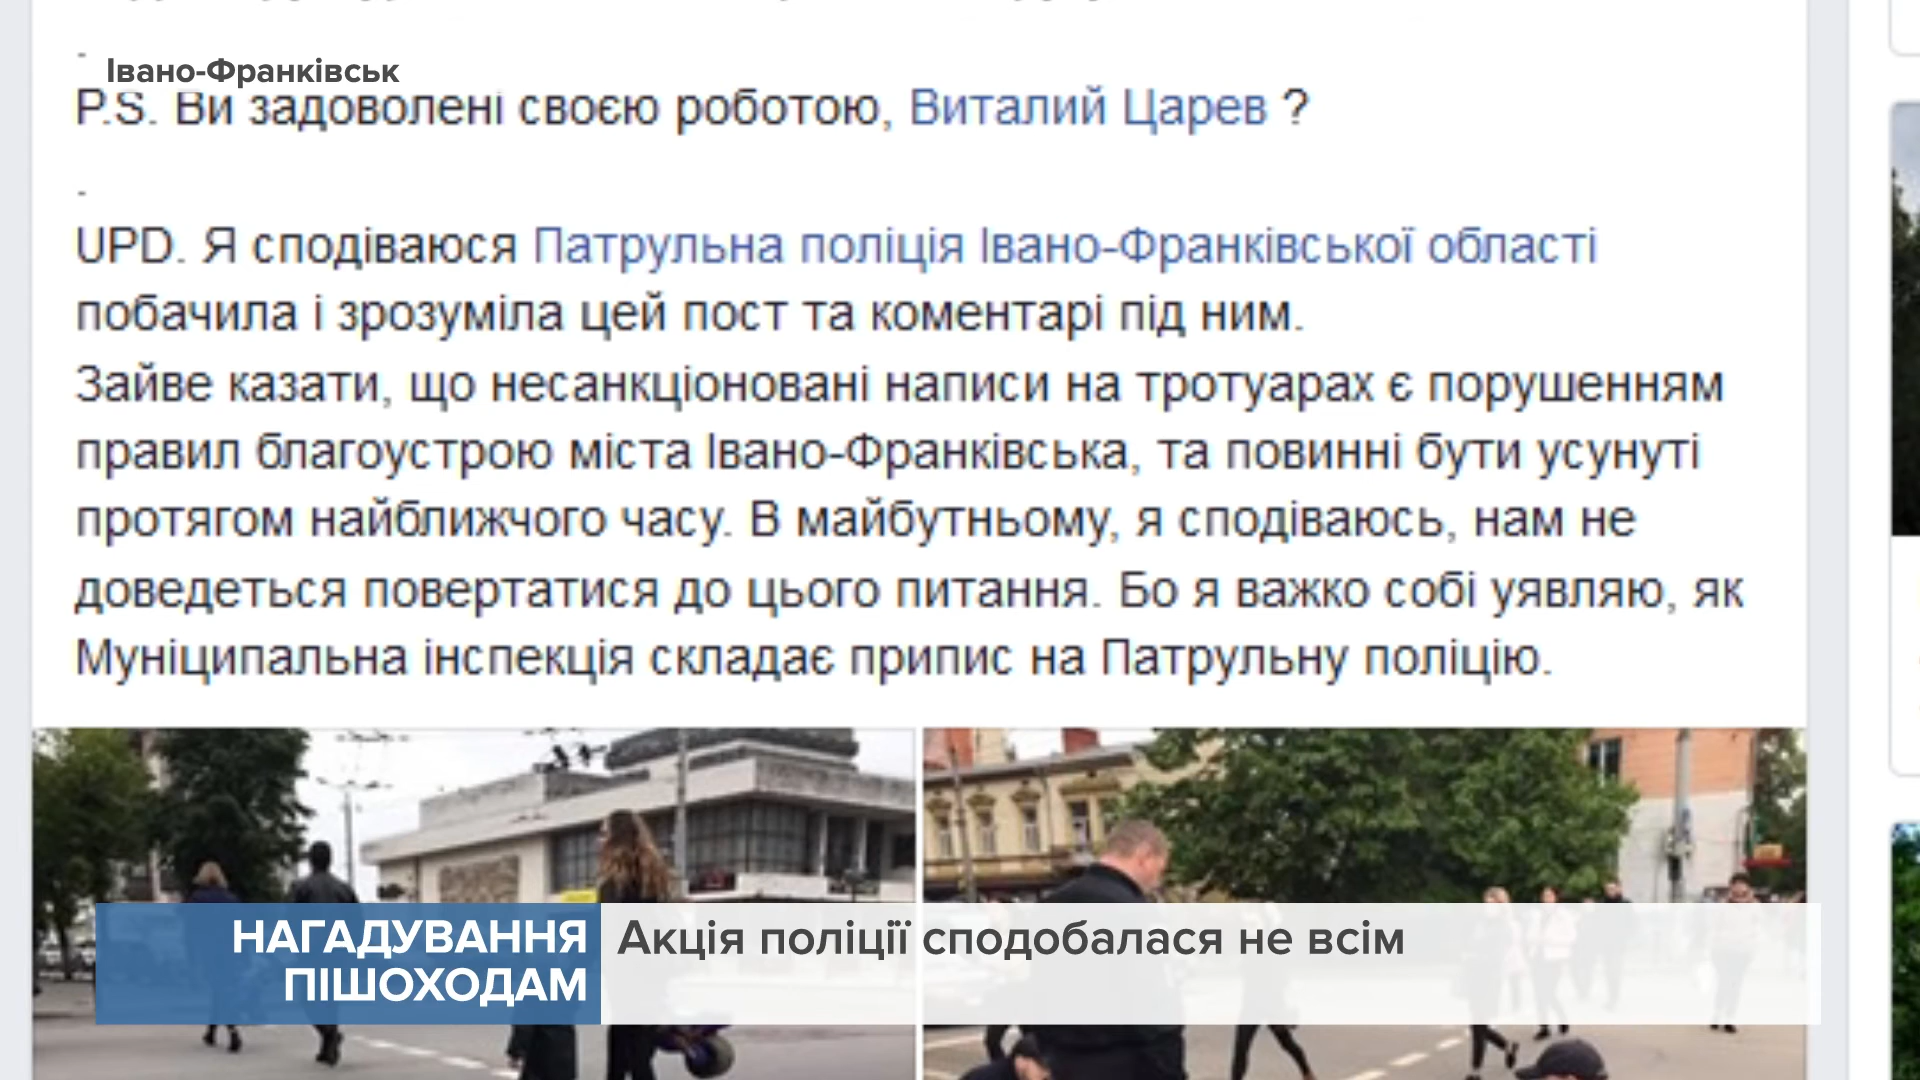 Івано-Франківськ
P.S. Ви задоволені своєю роботою, Виталий Царев ?
-
UPD. Я сподіваюся Патрульна поліція Івано-Франківської області
побачила і зрозуміла цей пост та коментарі під ним.
Зайве казати, що несанкціоновані написи на тротуарах є порушенням
правил благоустрою міста Івано-Франківська, та повинні бути усунуті
протягом найближчого часу. В майбутньому, я сподіваюсь, нам не
доведеться повертатися до цього питання. Бо я важко собі уявляю, як
Муніципальна інспекція складає припис на Патрульну поліцію.
НАГАДУВАННЯ
ПІШОХОДАМ
Акція поліції сподобалася не всім